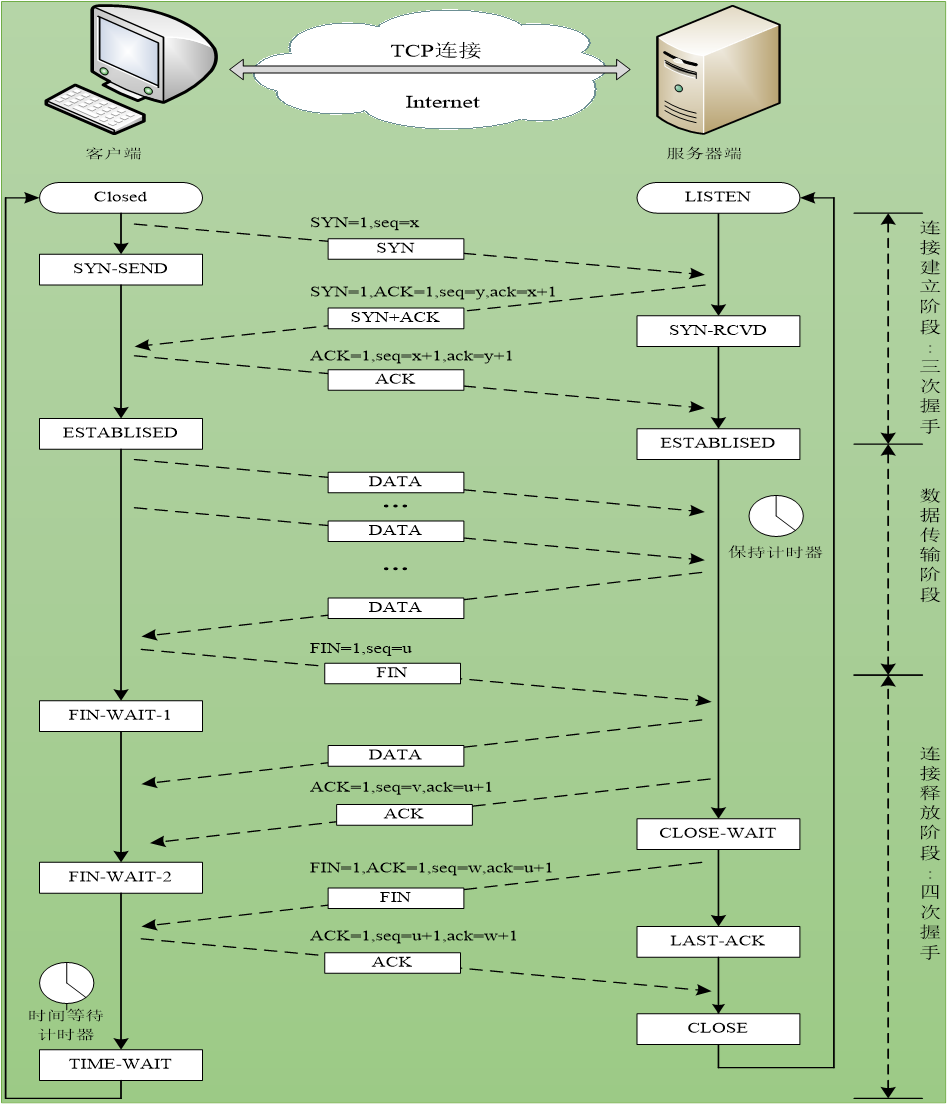 TCP连接
Internet
客户端
服务器端
Closed
LISTEN
SYN=1,seq=x
SYN
SYN-SEND
SYN=1,ACK=1,seq=y,ack=x+1
SYN+ACK
SYN-RCVD
ACK=1,seq=x+1,ack=y+1
ACK
ESTABLISED
ESTABLISED
连接建立阶段:三次握手
DATA
...
DATA
...
DATA
保持计时器
数据传输阶段
FIN=1,seq=u
FIN
FIN-WAIT-1
DATA
ACK=1,seq=v,ack=u+1
ACK
CLOSE-WAIT
FIN-WAIT-2
FIN=1,ACK=1,seq=w,ack=u+1
FIN
LAST-ACK
ACK=1,seq=u+1,ack=w+1
ACK
时间等待
计时器
CLOSE
TIME-WAIT
连接释放阶段:四次握手